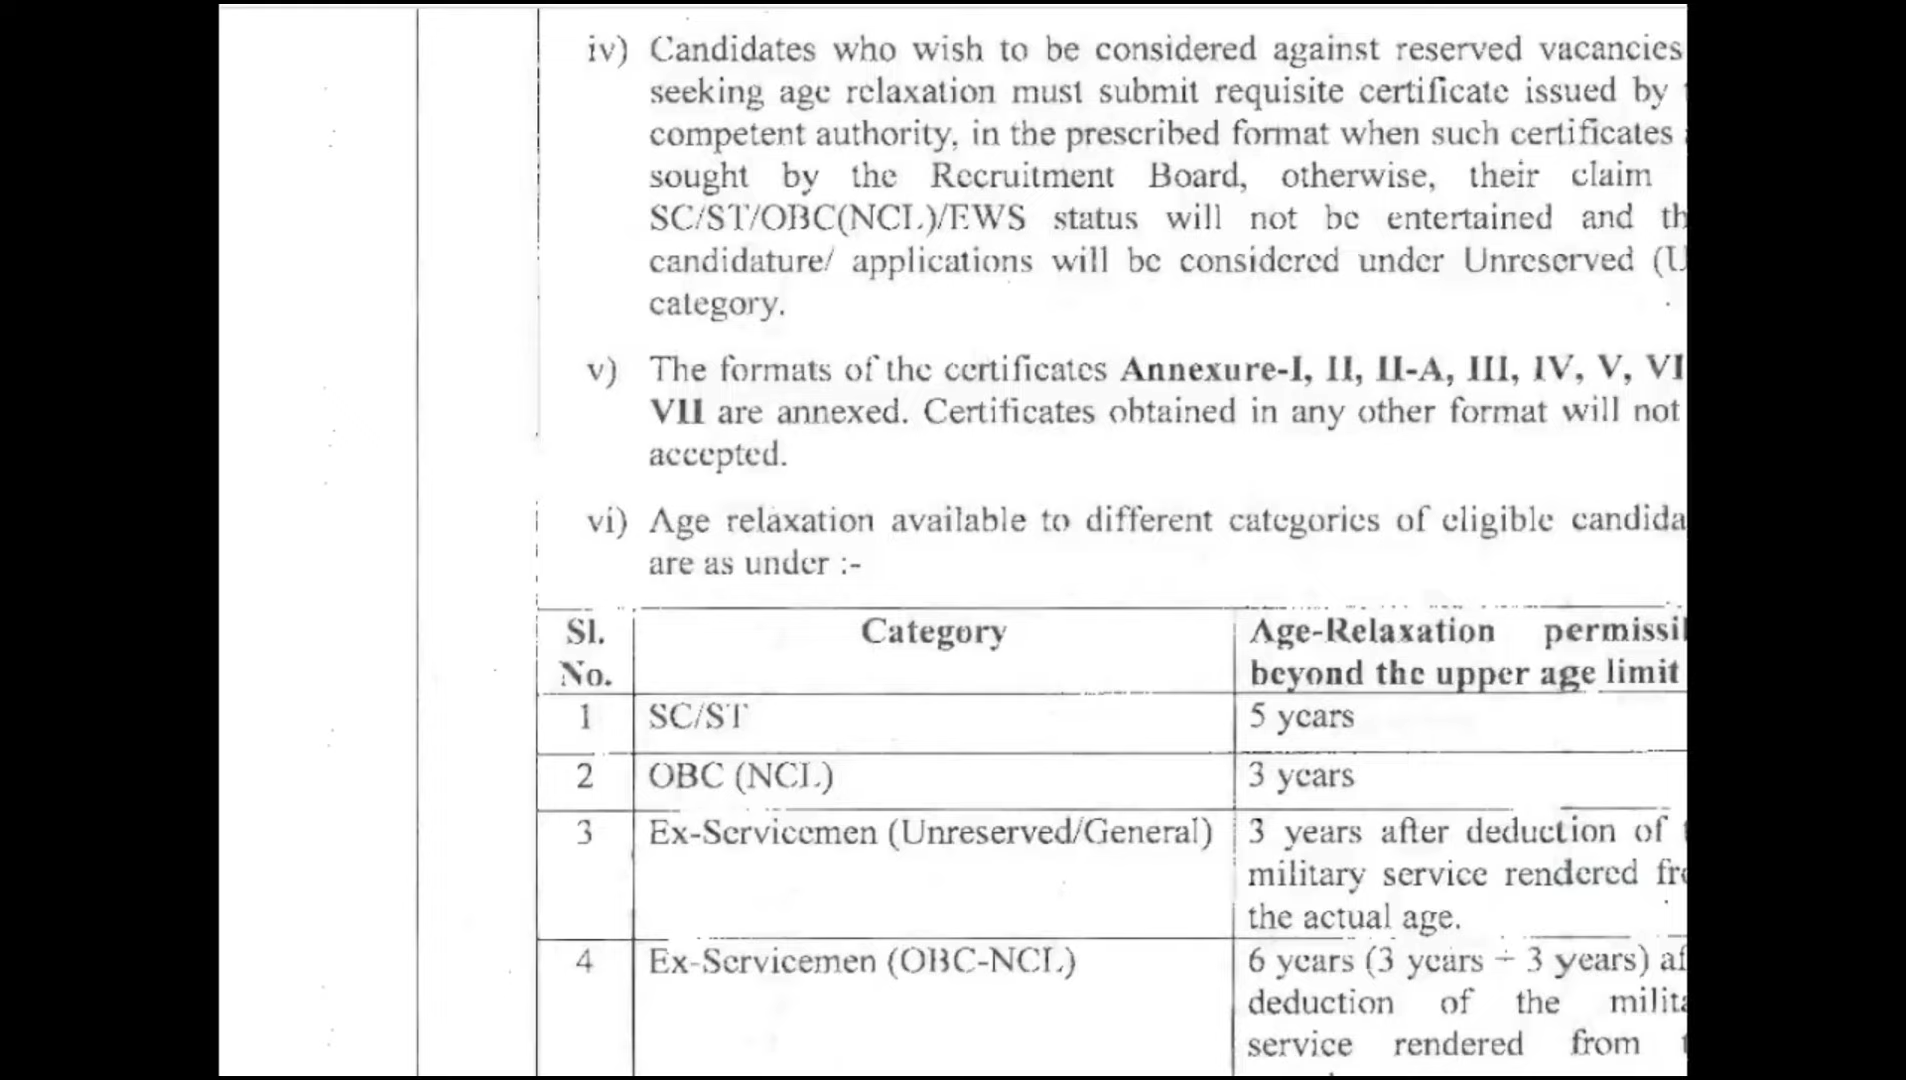 iv) Candidates who wish to be considered against reserved vacancies
seeking age relaxation must submit requisite certificate issued by
competent authority, in the prescribed format when such certificates
sought by the Recruitment Board, otherwise, their claim
SC/ST/OBC(NCL)/EWS status will not be entertained and th
candidature/ applications will be considered under Unreserved (U
category.
v) The formats of the certificates Annexure-I, II, II-A, III, IV, V, VI
VII are annexed. Certificates obtained in any other format will not
accepted.
vi) Age relaxation available to different categories of eligible candida
are as under :-
Sl. No. Category Age-Relaxation permissi
beyond the upper age limit
1 SC/ST 5 years
2 OBC (NCL) 3 years
3 Ex-Servicemen (Unreserved/General) 3 years after deduction of
military service rendered fr
the actual age.
4 Ex-Servicemen (OBC-NCL) 6 years (3 years + 3 years) af
deduction of the milita
service rendered from